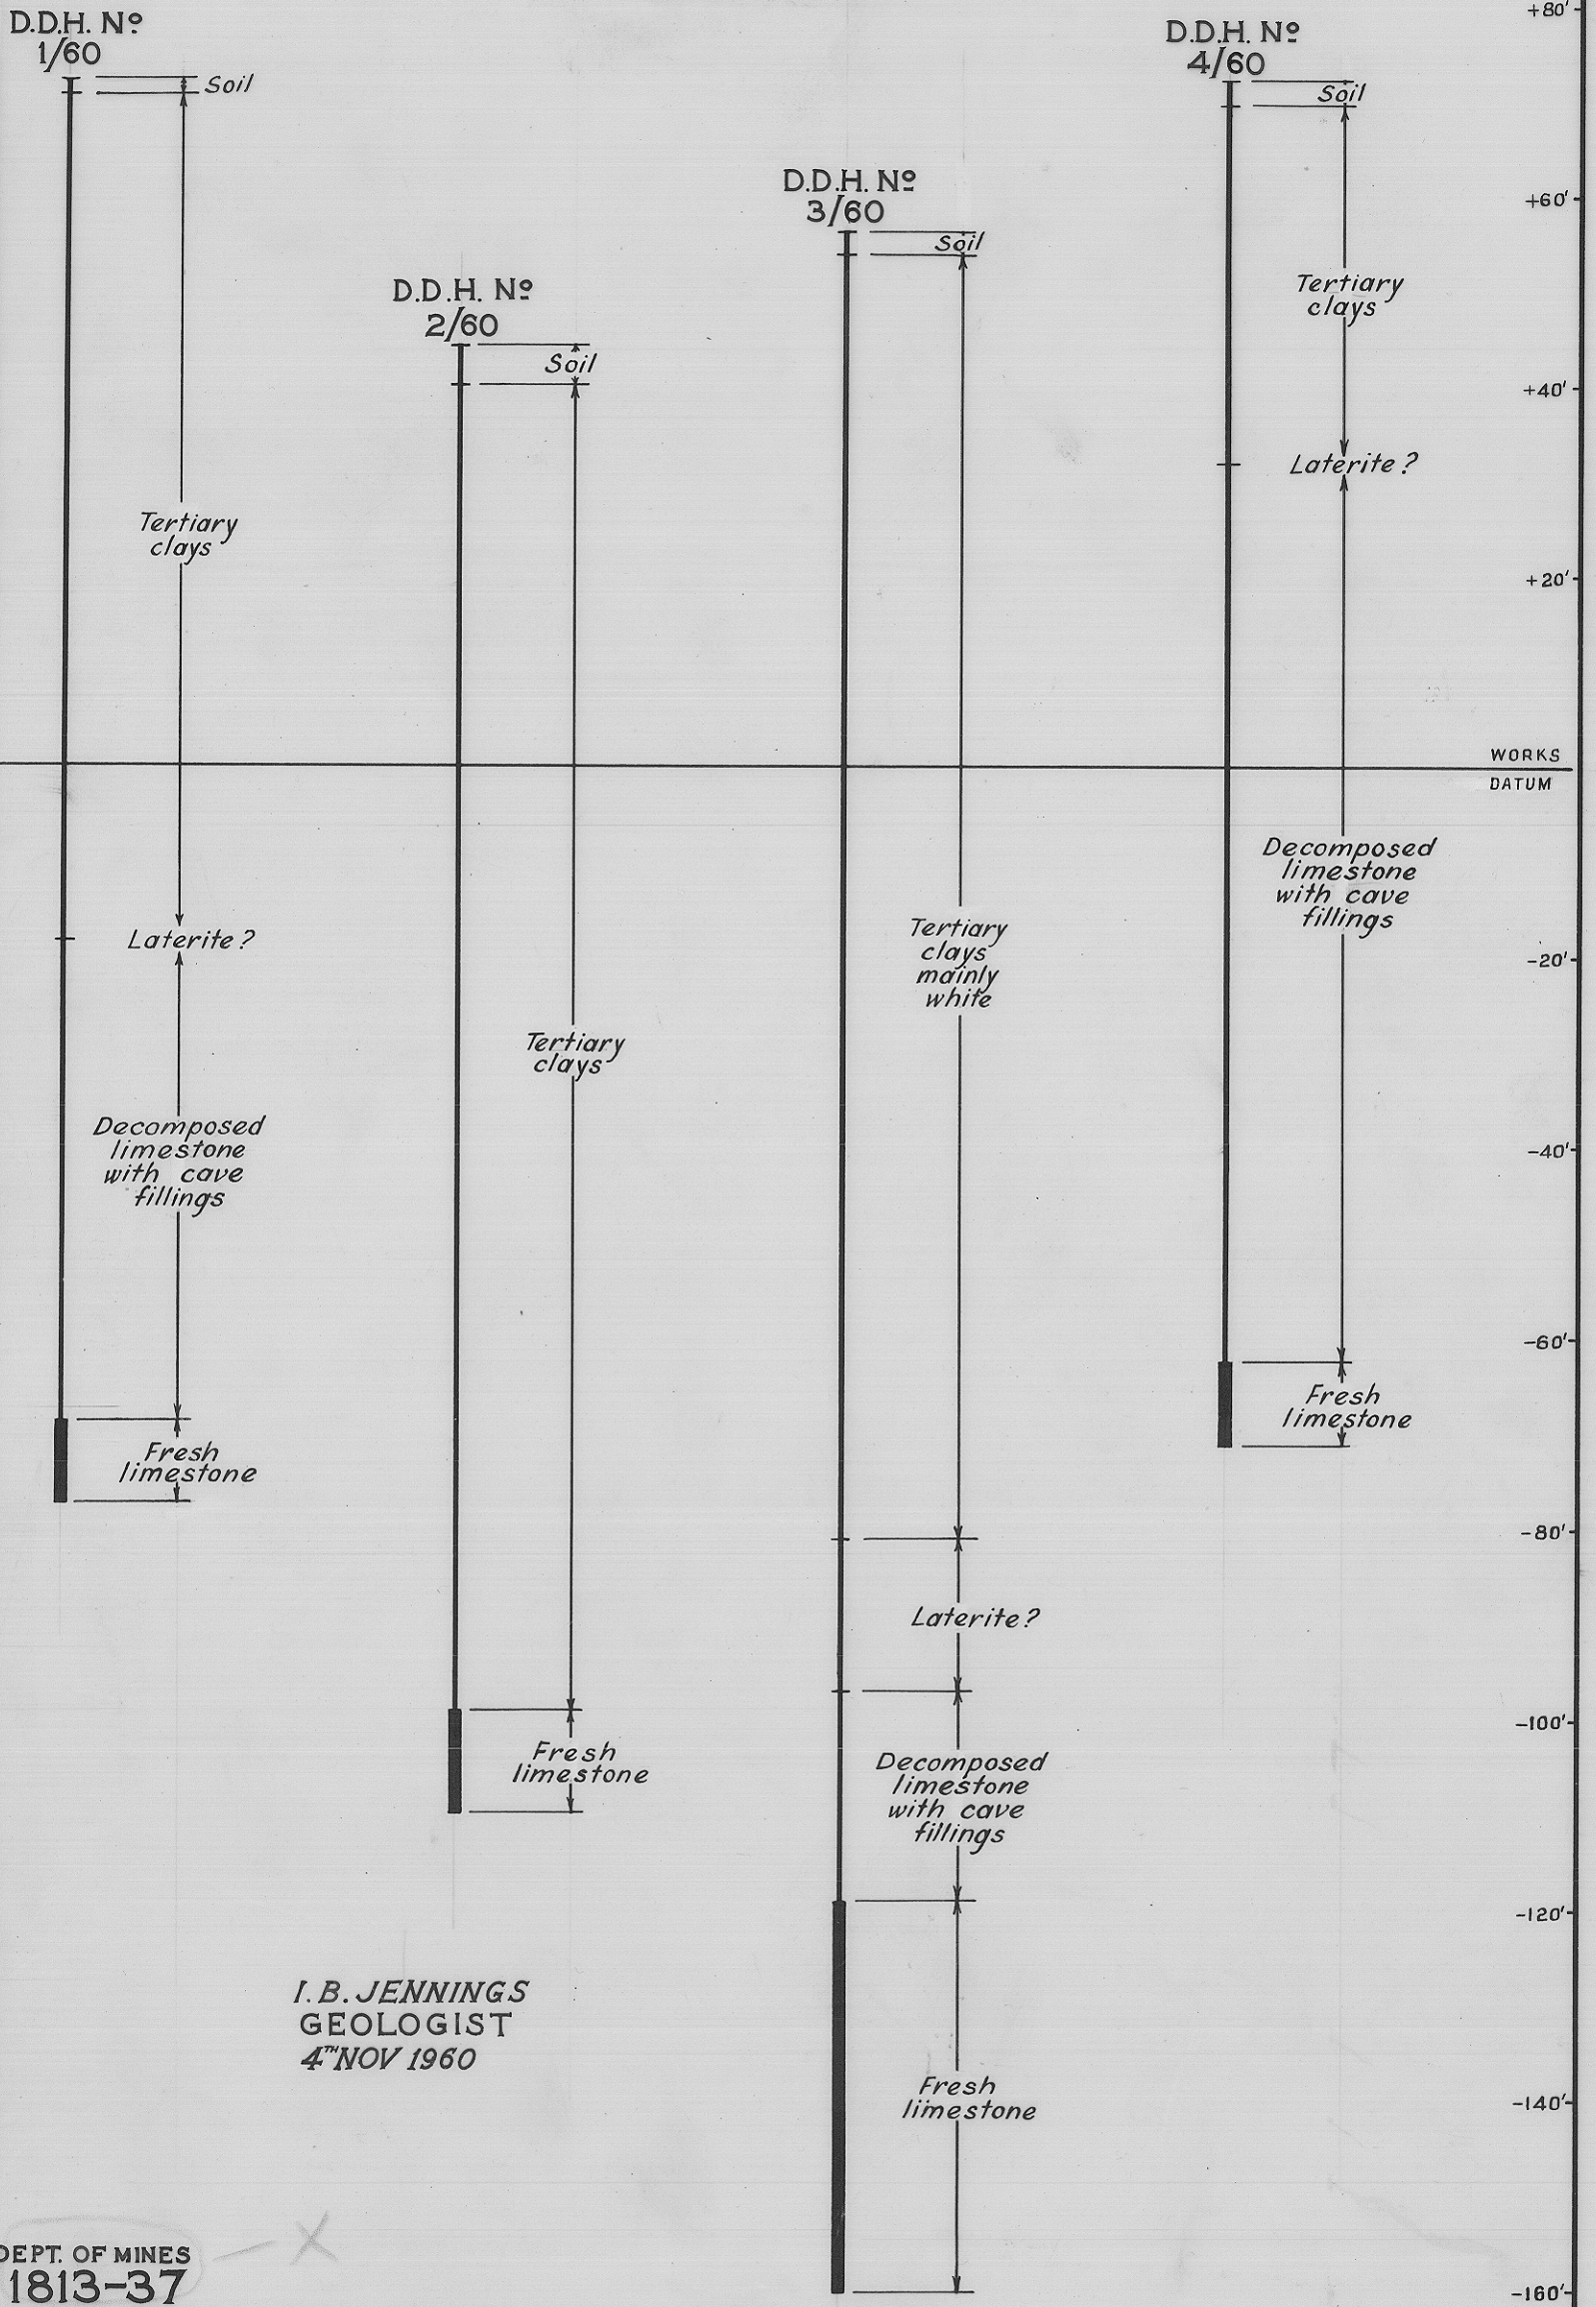 D.D.H. Nº
1/60
Soil
Tertiary
clays
Laterite?
Decomposed
limestone
with cave
fillings
Fresh
limestone
D.D.H. Nº
2/60
Soil
Tertiary
clays
Fresh
limestone
D.D.H. Nº
3/60
Soil
Tertiary
clays
mainly
white
Laterite?
Decomposed
limestone
with cave
fillings
Fresh
limestone
D.D.H. Nº
4/60
Soil
Tertiary
clays
Laterite?
Decomposed
limestone
with cave
fillings
Fresh
limestone
+80'
+60'
+40'
+20'
WORKS
DATUM
-20'
-40'
-60'
-80'
-100'
-120'
-140'
-160'
I. B. JENNINGS
GEOLOGIST
4TH NOV 1960
DEPT. OF MINES
1813-37
X